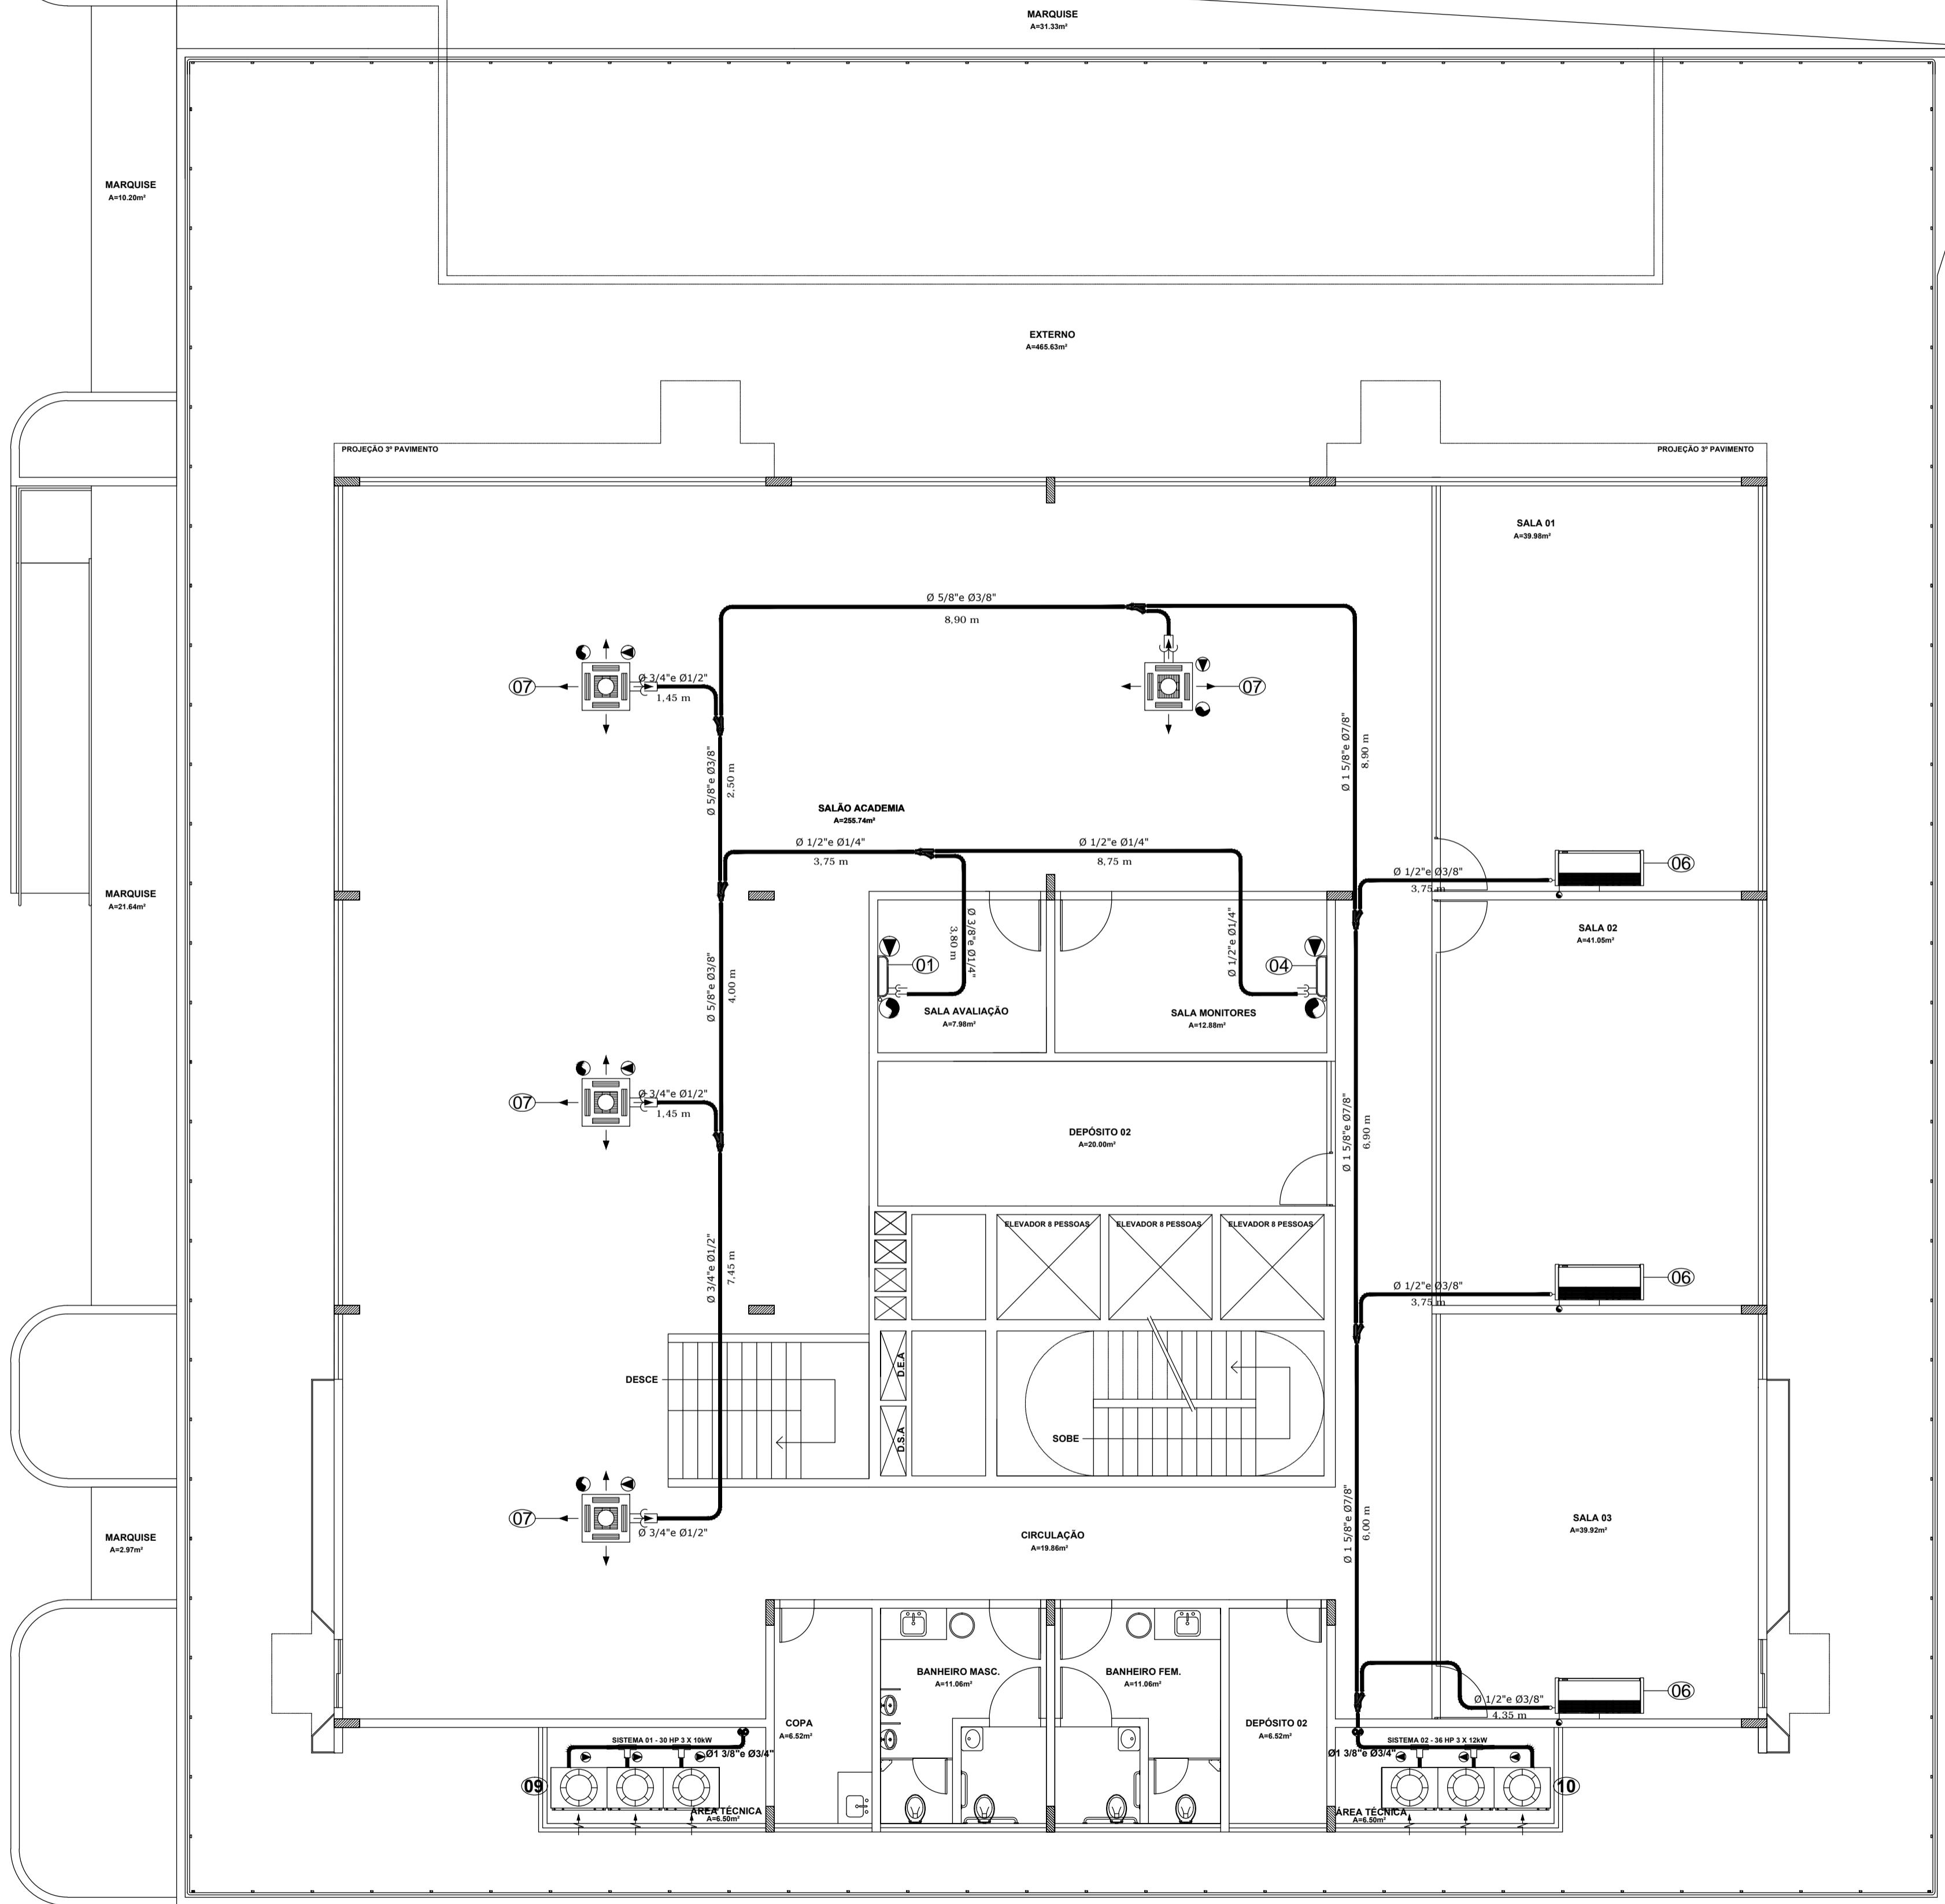 MARQUISE
A=31.33m²
MARQUISE
A=10.20m²
EXTERNO
A=465.63m²
PROJEÇÃO 3º PAVIMENTO
PROJEÇÃO 3º PAVIMENTO
SALA 01
A=39.98m²
Ø 5/8"e Ø3/8"
8,90 m
07
Ø 3/4"e Ø1/2"
1,45 m
07
Ø 5/8"e Ø3/8"
2,50 m
Ø 1 5/8"e Ø7/8"
8,90 m
SALÃO ACADEMIA
A=255.74m²
Ø 1/2"e Ø1/4"
3,75 m
Ø 1/2"e Ø1/4"
8,75 m
Ø 1/2"e Ø3/8"
3,75 m
06
MARQUISE
A=21.64m²
SALA 02
A=41.05m²
Ø 5/8"e Ø3/8"
4,00 m
01
Ø 3/8"e Ø1/4"
3,80 m
Ø 1/2"e Ø1/4"
04
SALA AVALIAÇÃO
A=7.98m²
SALA MONITORES
A=12.88m²
07
Ø 3/4"e Ø1/2"
1,45 m
DEPÓSITO 02
A=20.00m²
Ø 1 5/8"e Ø7/8"
6,90 m
ELEVADOR 8 PESSOAS
ELEVADOR 8 PESSOAS
ELEVADOR 8 PESSOAS
Ø 3/4"e Ø1/2"
7,45 m
Ø 1/2"e Ø3/8"
3,75 m
06
D.E.A
DESCE
D.S.A
SOBE
07
Ø 3/4"e Ø1/2"
Ø 1 5/8"e Ø7/8"
6,00 m
SALA 03
A=39.92m²
MARQUISE
A=2.97m²
CIRCULAÇÃO
A=19.86m²
BANHEIRO MASC.
A=11.06m²
BANHEIRO FEM.
A=11.06m²
Ø 1/2"e Ø3/8"
4,35 m
06
COPA
A=6.52m²
DEPÓSITO 02
A=6.52m²
SISTEMA 01 - 30 HP 3 X 10kW
Ø1 3/8"e Ø3/4"
SISTEMA 02 - 36 HP 3 X 12kW
Ø1 3/8"e Ø3/4"
09
10
ÁREA TÉCNICA
A=6.50m²
ÁREA TÉCNICA
A=6.50m²